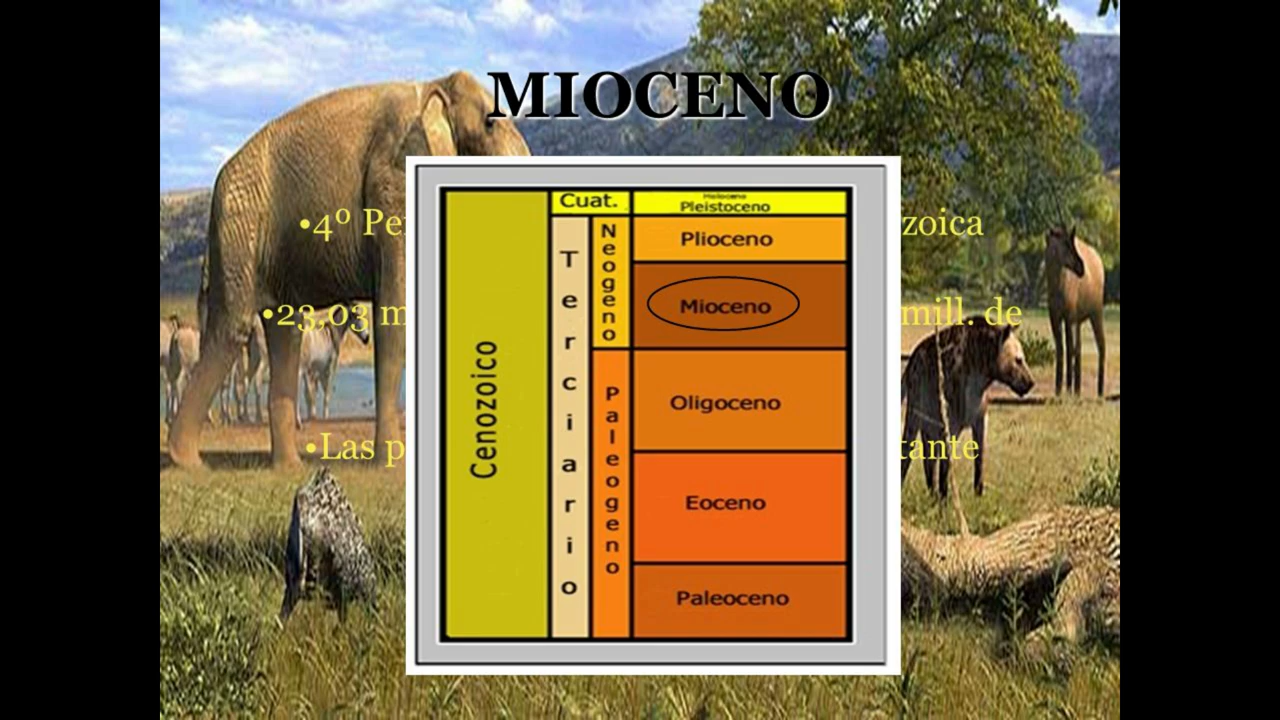 MIOCENO
•4º Pe
zoica
•23,03 m
mill. de
•Las p
tante
Cenozoico
Cuat.
Terciario
Neogeno
Paleogeno
Holoceno
Pleistoceno
Plioceno
Mioceno
Oligoceno
Eoceno
Paleoceno